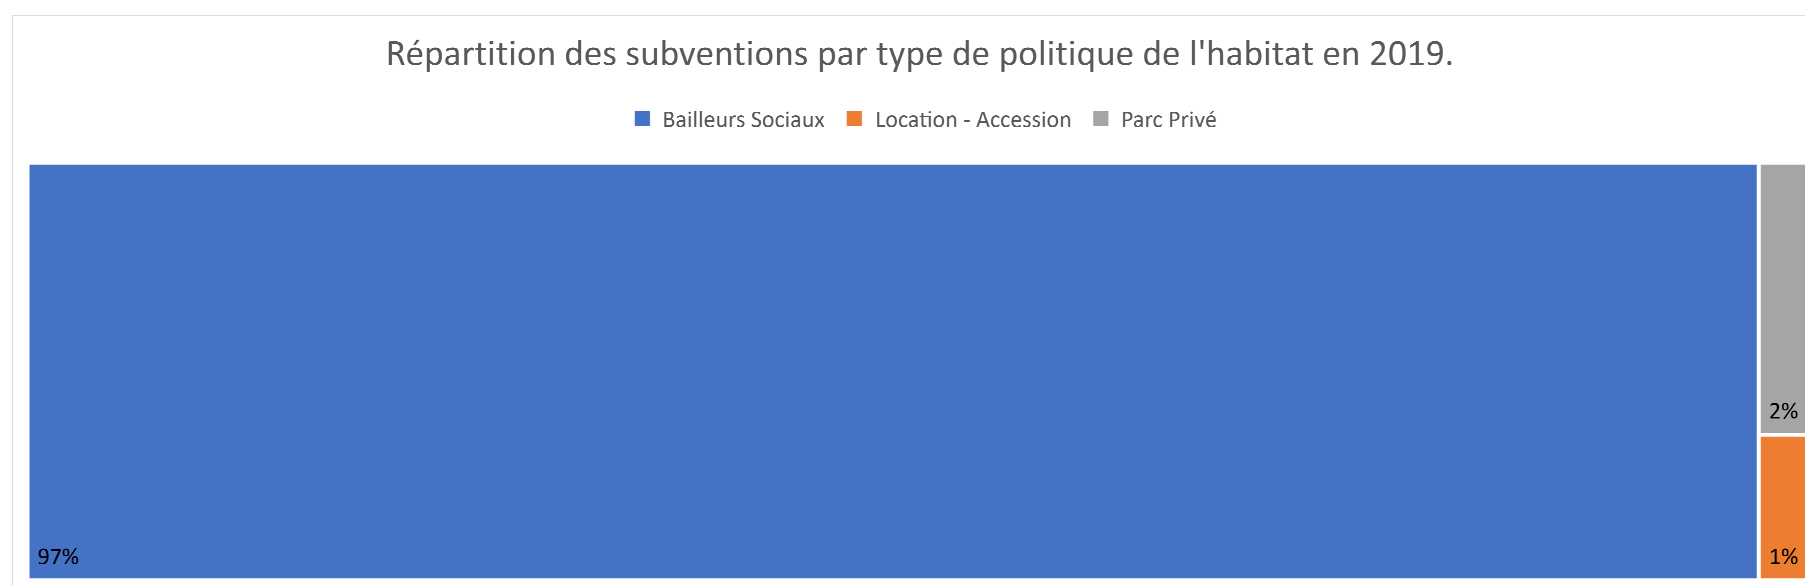 Répartition des subventions par type de politique de l'habitat en 2019.
Bailleurs Sociaux Location - Accession Parc Privé
2%
97% 1%